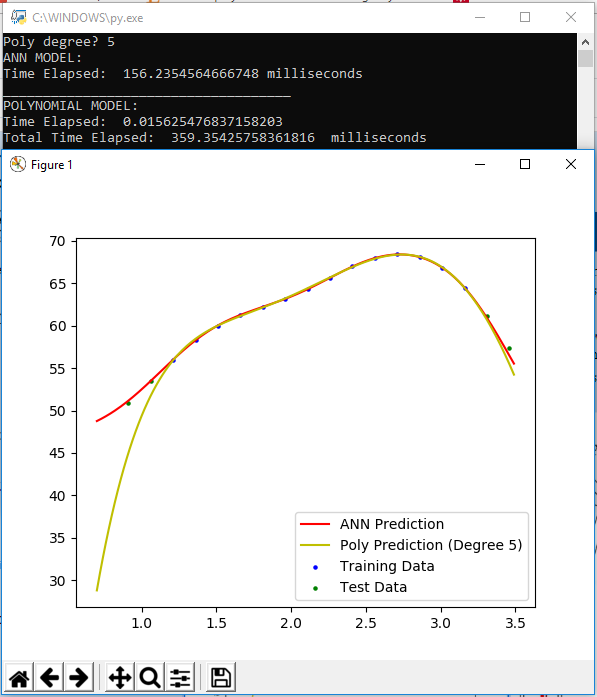 C:\WINDOWS\py.exe
Poly degree? 5
ANN MODEL:
Time Elapsed:  156.2354564666748 milliseconds
____________________________________
POLYNOMIAL MODEL:
Time Elapsed:  0.015625476837158203
Total Time Elapsed:  359.35425758361816  milliseconds
Figure 1
70
65
60
55
50
45
40
35
30
ANN Prediction
Poly Prediction (Degree 5)
Training Data
Test Data
1.0 1.5 2.0 2.5 3.0 3.5